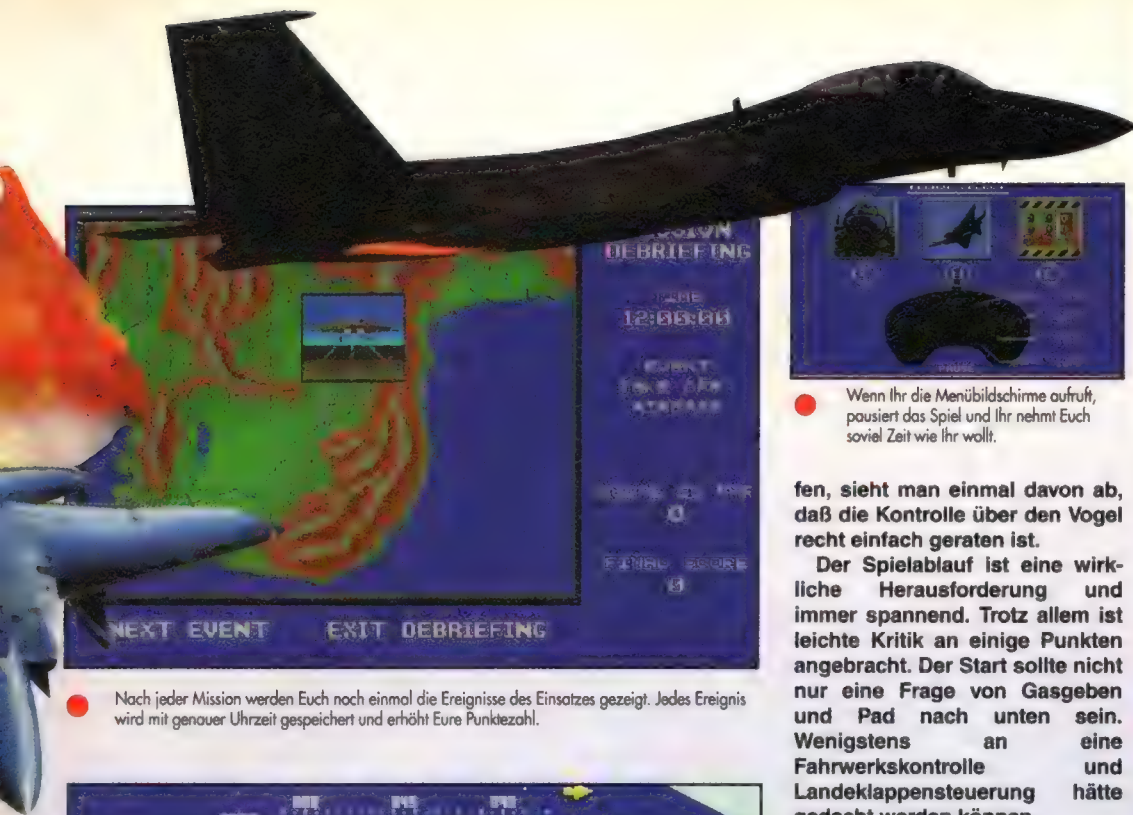 DEBRIEFING
12:00:00
0
NEXT EVENT EXIT DEBRIEFING
Nach jeder Mission werden Euch noch einmal die Ereignisse des Einsatzes gezeigt. Jedes Ereignis
wird mit genauer Uhrzeit gespeichert und erhöht Eure Punktezahl.
PAUSE
Wenn Ihr die Menübildschirme aufruft,
pausiert das Spiel und Ihr nehmt Euch
soviel Zeit wie Ihr wollt.
fen, sieht man einmal davon ab,
daß die Kontrolle über den Vogel
recht einfach geraten ist.
Der Spielablauf ist eine wirk-
liche Herausforderung und
immer spannend. Trotz allem ist
leichte Kritik an einige Punkten
angebracht. Der Start sollte nicht
nur eine Frage von Gasgeben
und Pad nach unten sein.
Wenigstens an eine
Fahrwerkskontrolle und
Landeklappensteuerung hätte
gedacht werden können